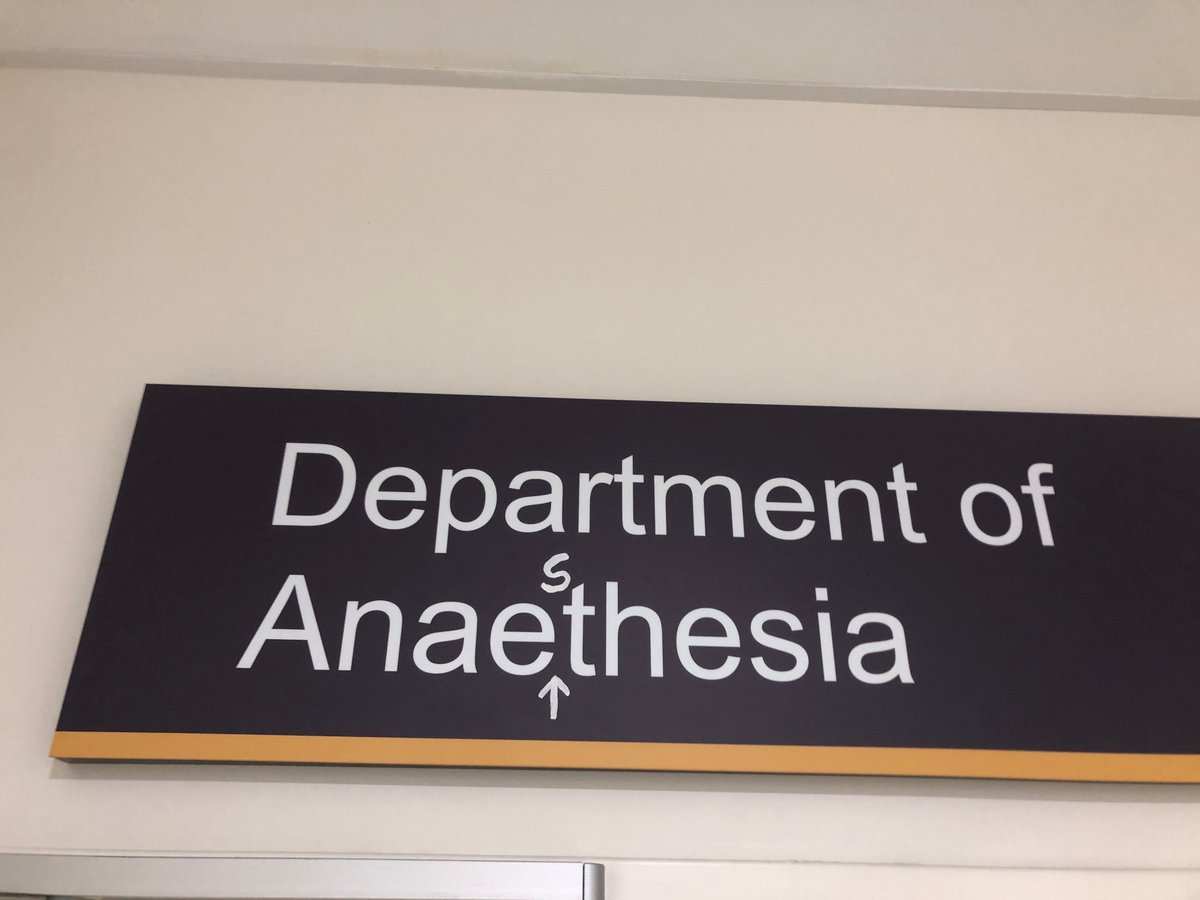 Department of
s
Anaethesia
↑